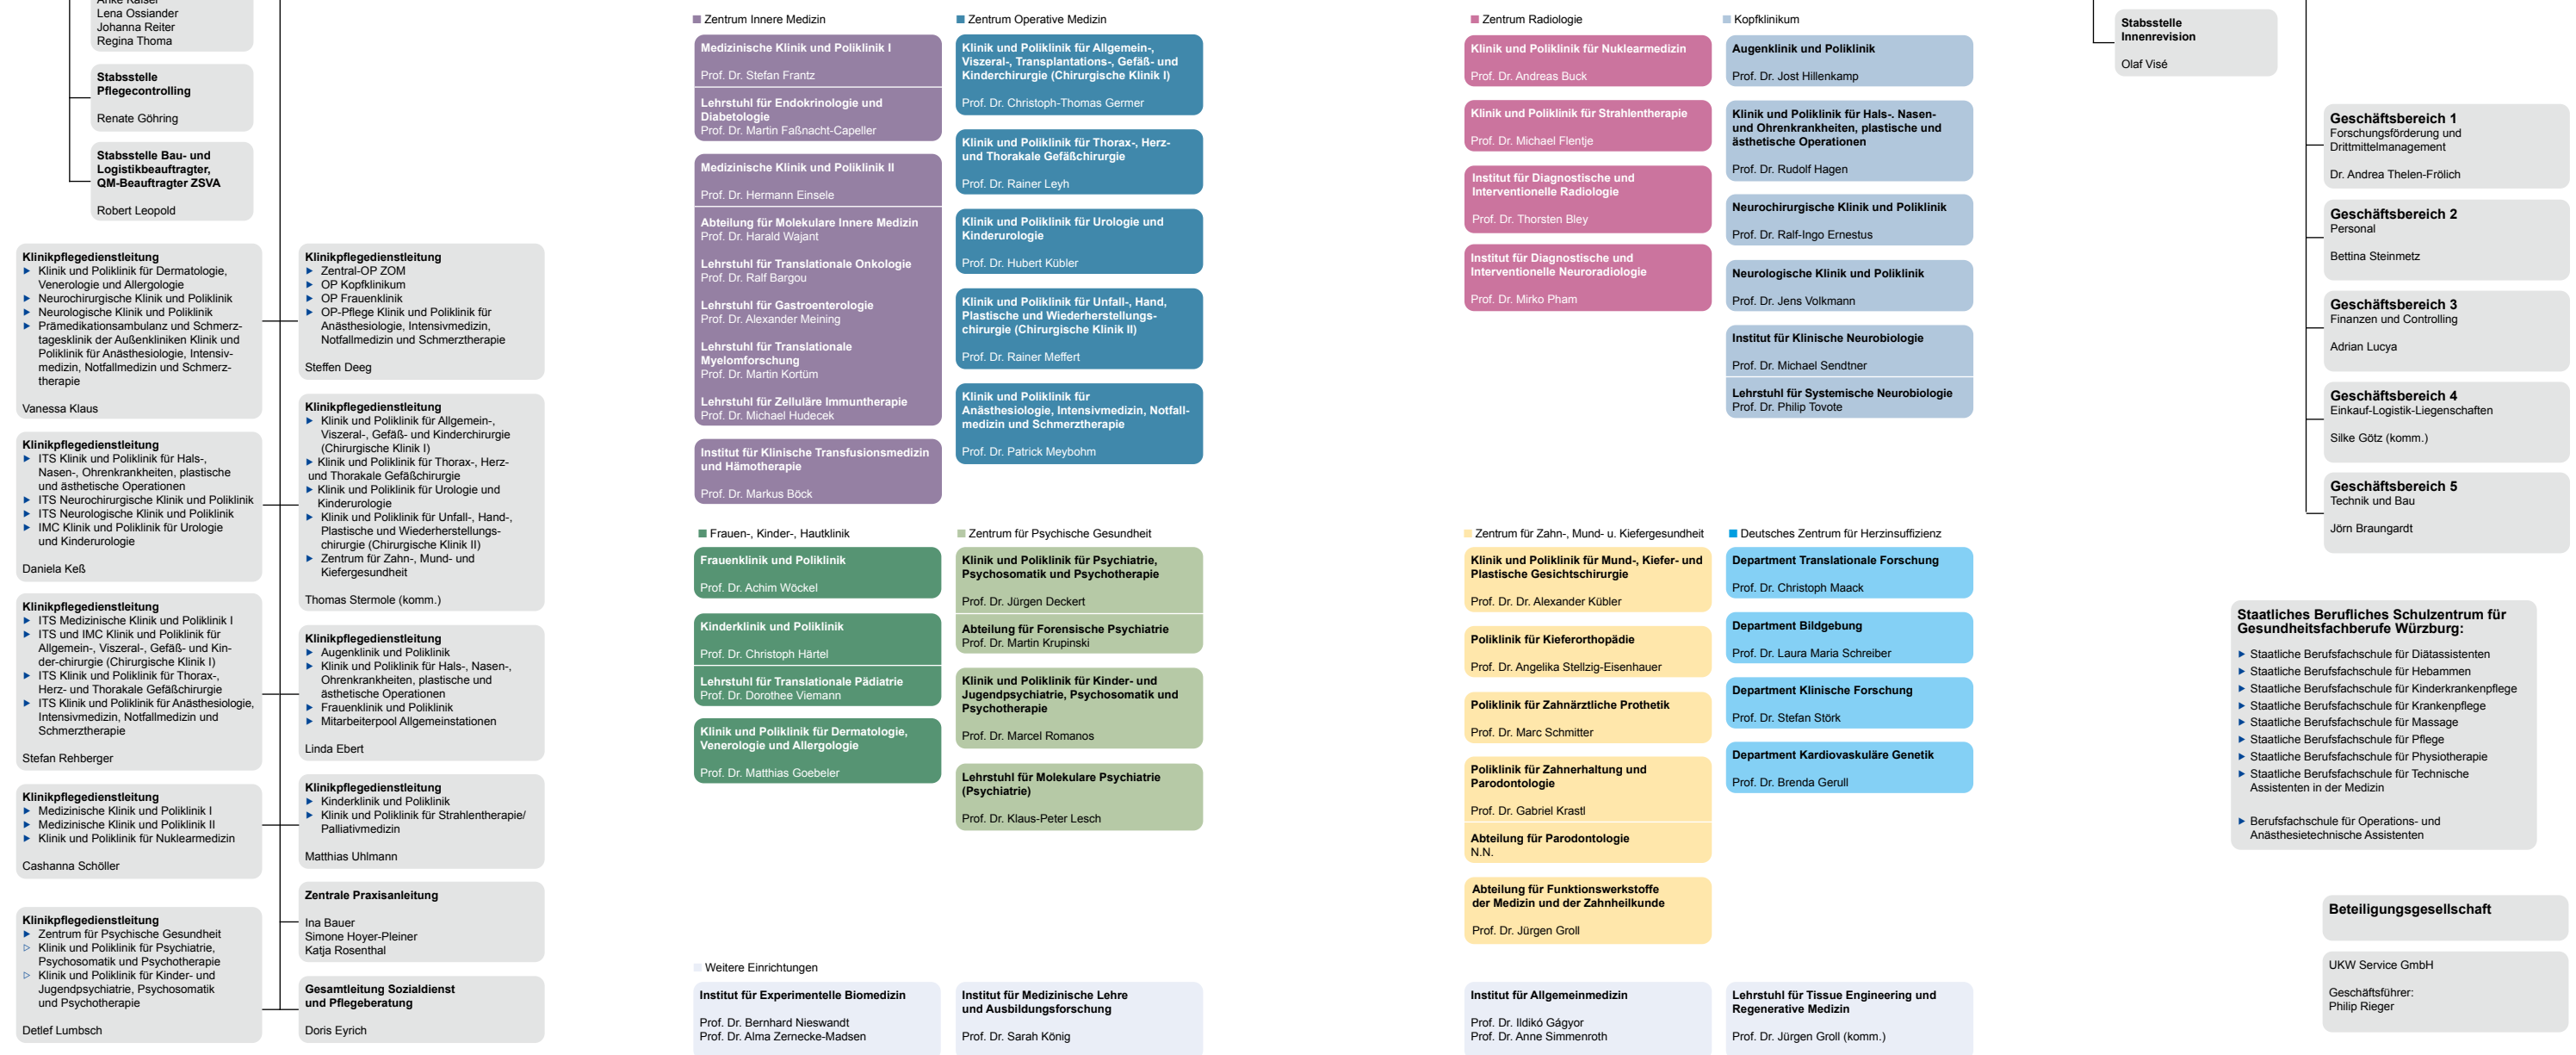 Anke Kaiser
Lena Ossiander
Johanna Reiter
Regina Thoma
Stabsstelle
Pflegecontrolling
Renate Göhring
Stabsstelle Bau- und
Logistikbeauftragter,
QM-Beauftragter ZSVA
Robert Leopold
Klinikpflegedienstleitung
▶ Klinik und Poliklinik für Dermatologie,
Venerologie und Allergologie
▶ Neurochirurgische Klinik und Poliklinik
▶ Neurologische Klinik und Poliklinik
▶ Prämedikationsambulanz und Schmerz-
tagesklinik der Außenkliniken Klinik und
Poliklinik für Anästhesiologie, Intensiv-
medizin, Notfallmedizin und Schmerz-
therapie
Vanessa Klaus
Klinikpflegedienstleitung
▶ ITS Klinik und Poliklinik für Hals-,
Nasen-, Ohrenkrankheiten, plastische
und ästhetische Operationen
▶ ITS Neurochirurgische Klinik und Poliklinik
▶ ITS Neurologische Klinik und Poliklinik
▶ IMC Klinik und Poliklinik für Urologie
und Kinderurologie
Daniela Keß
Klinikpflegedienstleitung
▶ ITS Medizinische Klinik und Poliklinik I
▶ ITS und IMC Klinik und Poliklinik für
Allgemein-, Viszeral-, Gefäß- und Kin-
der-chirurgie (Chirurgische Klinik I)
▶ ITS Klinik und Poliklinik für Thorax-,
Herz- und Thorakale Gefäßchirurgie
▶ ITS Klinik und Poliklinik für Anästhesiologie,
Intensivmedizin, Notfallmedizin und
Schmerztherapie
Stefan Rehberger
Klinikpflegedienstleitung
▶ Medizinische Klinik und Poliklinik I
▶ Medizinische Klinik und Poliklinik II
▶ Klinik und Poliklinik für Nuklearmedizin
Cashanna Schöller
Klinikpflegedienstleitung
▶ Zentrum für Psychische Gesundheit
▷ Klinik und Poliklinik für Psychiatrie,
Psychosomatik und Psychotherapie
▷ Klinik und Poliklinik für Kinder- und
Jugendpsychiatrie, Psychosomatik
und Psychotherapie
Detlef Lumbsch
Klinikpflegedienstleitung
▶ Zentral-OP ZOM
▶ OP Kopfklinikum
▶ OP Frauenklinik
▶ OP-Pflege Klinik und Poliklinik für
Anästhesiologie, Intensivmedizin,
Notfallmedizin und Schmerztherapie
Steffen Deeg
Klinikpflegedienstleitung
▶ Klinik und Poliklinik für Allgemein-,
Viszeral-, Gefäß- und Kinderchirurgie
(Chirurgische Klinik I)
▶ Klinik und Poliklinik für Thorax-, Herz-
und Thorakale Gefäßchirurgie
▶ Klinik und Poliklinik für Urologie und
Kinderurologie
▶ Klinik und Poliklinik für Unfall-, Hand-,
Plastische und Wiederherstellungs-
chirurgie (Chirurgische Klinik II)
▶ Zentrum für Zahn-, Mund- und
Kiefergesundheit
Thomas Stermole (komm.)
Klinikpflegedienstleitung
▶ Augenklinik und Poliklinik
▶ Klinik und Poliklinik für Hals-, Nasen-,
Ohrenkrankheiten, plastische und
ästhetische Operationen
▶ Frauenklinik und Poliklinik
▶ Mitarbeiterpool Allgemeinstationen
Linda Ebert
Klinikpflegedienstleitung
▶ Kinderklinik und Poliklinik
▶ Klinik und Poliklinik für Strahlentherapie/
Palliativmedizin
Matthias Uhlmann
Zentrale Praxisanleitung
Ina Bauer
Simone Hoyer-Pleiner
Katja Rosenthal
Gesamtleitung Sozialdienst
und Pflegeberatung
Doris Eyrich
Zentrum Innere Medizin
Medizinische Klinik und Poliklinik I
Prof. Dr. Stefan Frantz
Lehrstuhl für Endokrinologie und
Diabetologie
Prof. Dr. Martin Faßnacht-Capeller
Medizinische Klinik und Poliklinik II
Prof. Dr. Hermann Einsele
Abteilung für Molekulare Innere Medizin
Prof. Dr. Harald Wajant
Lehrstuhl für Translationale Onkologie
Prof. Dr. Ralf Bargou
Lehrstuhl für Gastroenterologie
Prof. Dr. Alexander Meining
Lehrstuhl für Translationale
Myelomforschung
Prof. Dr. Martin Kortüm
Lehrstuhl für Zelluläre Immuntherapie
Prof. Dr. Michael Hudecek
Institut für Klinische Transfusionsmedizin
und Hämotherapie
Prof. Dr. Markus Böck
Zentrum Operative Medizin
Klinik und Poliklinik für Allgemein-,
Viszeral-, Transplantations-, Gefäß- und
Kinderchirurgie (Chirurgische Klinik I)
Prof. Dr. Christoph-Thomas Germer
Klinik und Poliklinik für Thorax-, Herz-
und Thorakale Gefäßchirurgie
Prof. Dr. Rainer Leyh
Klinik und Poliklinik für Urologie und
Kinderurologie
Prof. Dr. Hubert Kübler
Klinik und Poliklinik für Unfall-, Hand,
Plastische und Wiederherstellungs-
chirurgie (Chirurgische Klinik II)
Prof. Dr. Rainer Meffert
Klinik und Poliklinik für
Anästhesiologie, Intensivmedizin, Notfall-
medizin und Schmerztherapie
Prof. Dr. Patrick Meybohm
Frauen-, Kinder-, Hautklinik
Frauenklinik und Poliklinik
Prof. Dr. Achim Wöckel
Kinderklinik und Poliklinik
Prof. Dr. Christoph Härtel
Lehrstuhl für Translationale Pädiatrie
Prof. Dr. Dorothee Viemann
Klinik und Poliklinik für Dermatologie,
Venerologie und Allergologie
Prof. Dr. Matthias Goebeler
Zentrum für Psychische Gesundheit
Klinik und Poliklinik für Psychiatrie,
Psychosomatik und Psychotherapie
Prof. Dr. Jürgen Deckert
Abteilung für Forensische Psychiatrie
Prof. Dr. Martin Krupinski
Klinik und Poliklinik für Kinder- und
Jugendpsychiatrie, Psychosomatik und
Psychotherapie
Prof. Dr. Marcel Romanos
Lehrstuhl für Molekulare Psychiatrie
(Psychiatrie)
Prof. Dr. Klaus-Peter Lesch
Weitere Einrichtungen
Institut für Experimentelle Biomedizin
Prof. Dr. Bernhard Nieswandt
Prof. Dr. Alma Zernecke-Madsen
Institut für Medizinische Lehre
und Ausbildungsforschung
Prof. Dr. Sarah König
Zentrum Radiologie
Klinik und Poliklinik für Nuklearmedizin
Prof. Dr. Andreas Buck
Klinik und Poliklinik für Strahlentherapie
Prof. Dr. Michael Flentje
Institut für Diagnostische und
Interventionelle Radiologie
Prof. Dr. Thorsten Bley
Institut für Diagnostische und
Interventionelle Neuroradiologie
Prof. Dr. Mirko Pham
Kopfklinikum
Augenklinik und Poliklinik
Prof. Dr. Jost Hillenkamp
Klinik und Poliklinik für Hals-. Nasen-
und Ohrenkrankheiten, plastische und
ästhetische Operationen
Prof. Dr. Rudolf Hagen
Neurochirurgische Klinik und Poliklinik
Prof. Dr. Ralf-Ingo Ernestus
Neurologische Klinik und Poliklinik
Prof. Dr. Jens Volkmann
Institut für Klinische Neurobiologie
Prof. Dr. Michael Sendtner
Lehrstuhl für Systemische Neurobiologie
Prof. Dr. Philip Tovote
Zentrum für Zahn-, Mund- u. Kiefergesundheit
Klinik und Poliklinik für Mund-, Kiefer- und
Plastische Gesichtschirurgie
Prof. Dr. Dr. Alexander Kübler
Poliklinik für Kieferorthopädie
Prof. Dr. Angelika Stellzig-Eisenhauer
Poliklinik für Zahnärztliche Prothetik
Prof. Dr. Marc Schmitter
Poliklinik für Zahnerhaltung und
Parodontologie
Prof. Dr. Gabriel Krastl
Abteilung für Parodontologie
N.N.
Abteilung für Funktionswerkstoffe
der Medizin und der Zahnheilkunde
Prof. Dr. Jürgen Groll
Deutsches Zentrum für Herzinsuffizienz
Department Translationale Forschung
Prof. Dr. Christoph Maack
Department Bildgebung
Prof. Dr. Laura Maria Schreiber
Department Klinische Forschung
Prof. Dr. Stefan Störk
Department Kardiovaskuläre Genetik
Prof. Dr. Brenda Gerull
Institut für Allgemeinmedizin
Prof. Dr. Ildikó Gágyor
Prof. Dr. Anne Simmenroth
Lehrstuhl für Tissue Engineering und
Regenerative Medizin
Prof. Dr. Jürgen Groll (komm.)
Stabsstelle
Innenrevision
Olaf Visé
Geschäftsbereich 1
Forschungsförderung und
Drittmittelmanagement
Dr. Andrea Thelen-Frölich
Geschäftsbereich 2
Personal
Bettina Steinmetz
Geschäftsbereich 3
Finanzen und Controlling
Adrian Lucya
Geschäftsbereich 4
Einkauf-Logistik-Liegenschaften
Silke Götz (komm.)
Geschäftsbereich 5
Technik und Bau
Jörn Braungardt
Staatliches Berufliches Schulzentrum für
Gesundheitsfachberufe Würzburg:
▶ Staatliche Berufsfachschule für Diätassistenten
▶ Staatliche Berufsfachschule für Hebammen
▶ Staatliche Berufsfachschule für Kinderkrankenpflege
▶ Staatliche Berufsfachschule für Krankenpflege
▶ Staatliche Berufsfachschule für Massage
▶ Staatliche Berufsfachschule für Pflege
▶ Staatliche Berufsfachschule für Physiotherapie
▶ Staatliche Berufsfachschule für Technische
Assistenten in der Medizin
▶ Berufsfachschule für Operations- und
Anästhesietechnische Assistenten
Beteiligungsgesellschaft
UKW Service GmbH
Geschäftsführer:
Philip Rieger